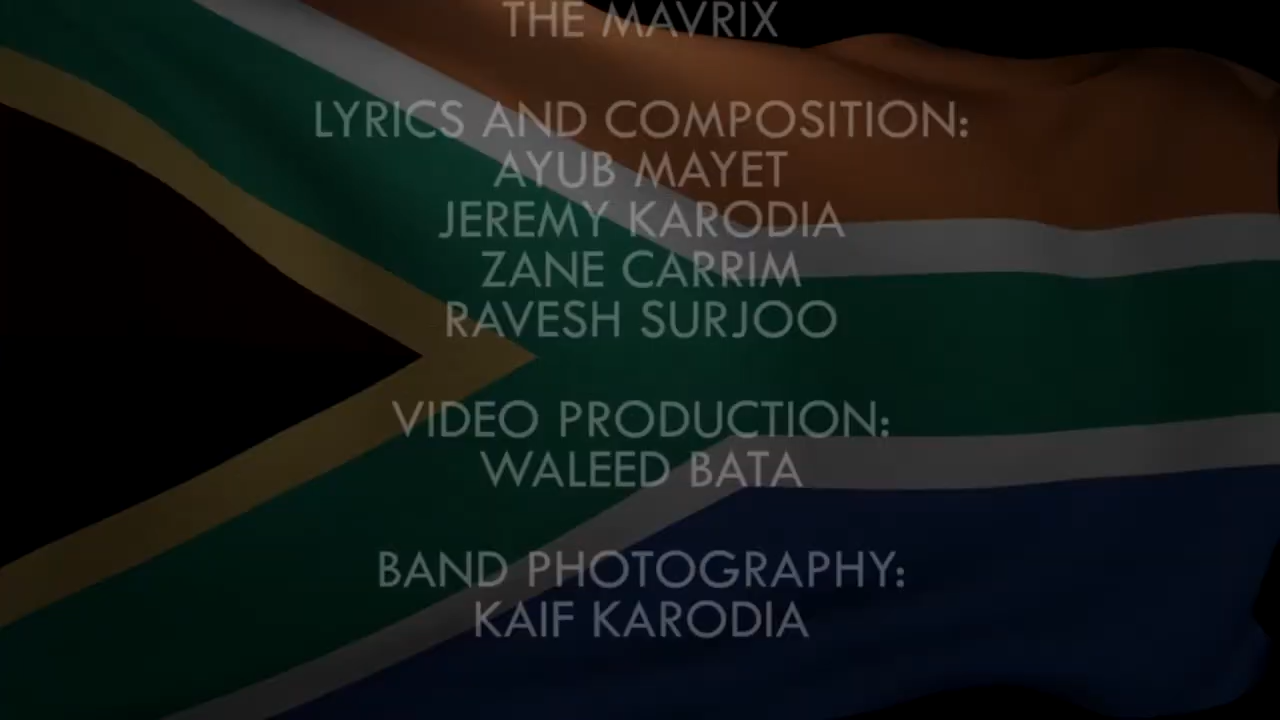 THE MAVRIX
LYRICS AND COMPOSITION:
AYUB MAYET
JEREMY KARODIA
ZANE CARRIM
RAVESH SURJOO
VIDEO PRODUCTION:
WALEED BATA
BAND PHOTOGRAPHY:
KAIF KARODIA